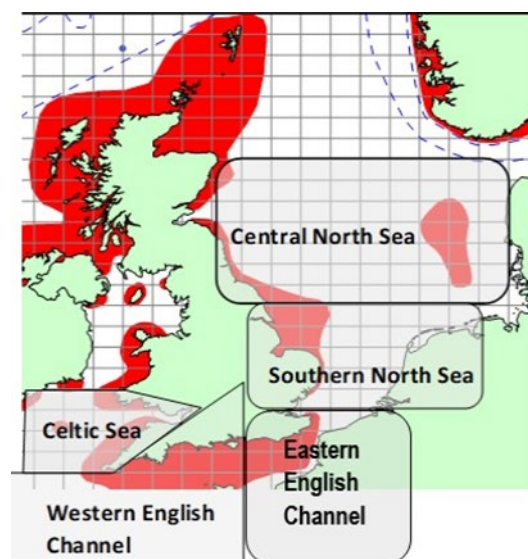 Central North Sea
Southern North Sea
Celtic Sea
Eastern
English
Channel
Western English
Channel